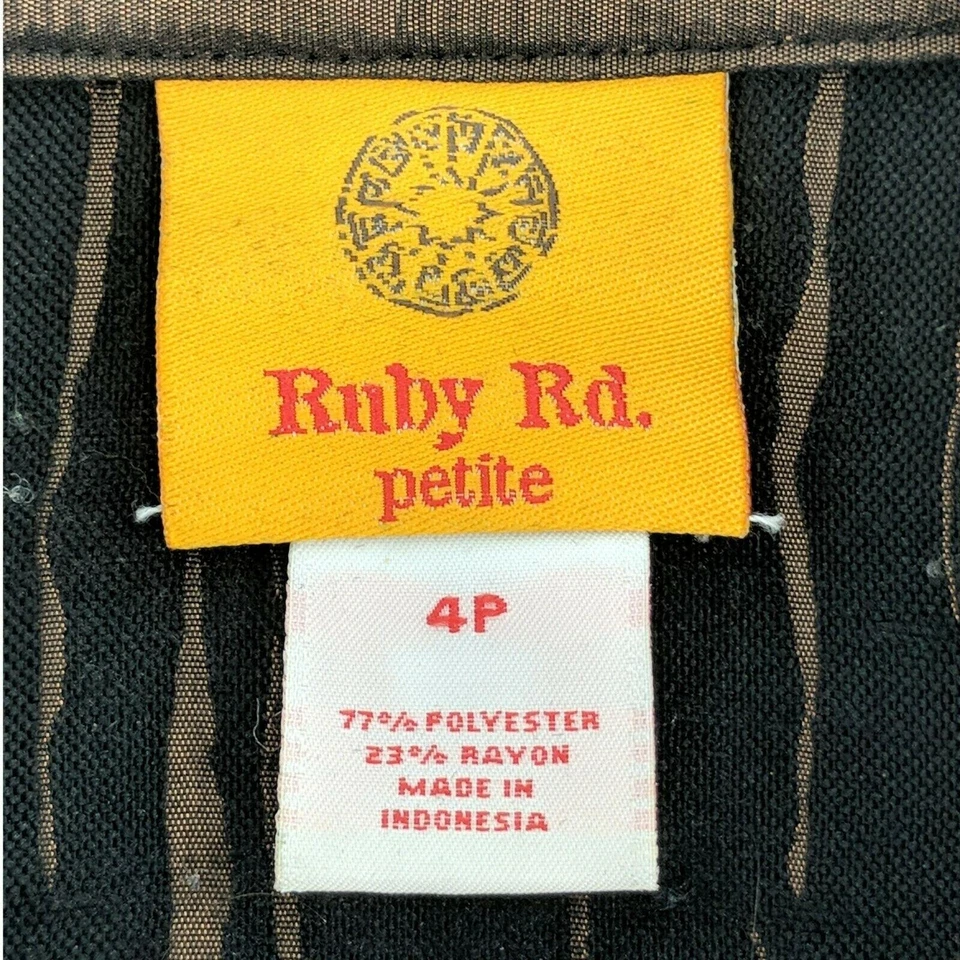 Ruby Rd.
petite
4P
77% POLYESTER
23% RAYON
MADE IN
INDONESIA